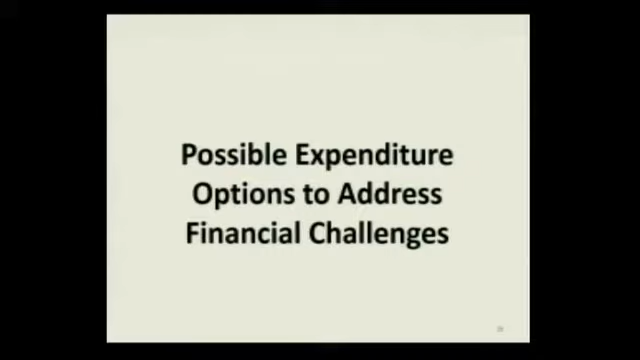 Possible Expenditure
Options to Address
Financial Challenges